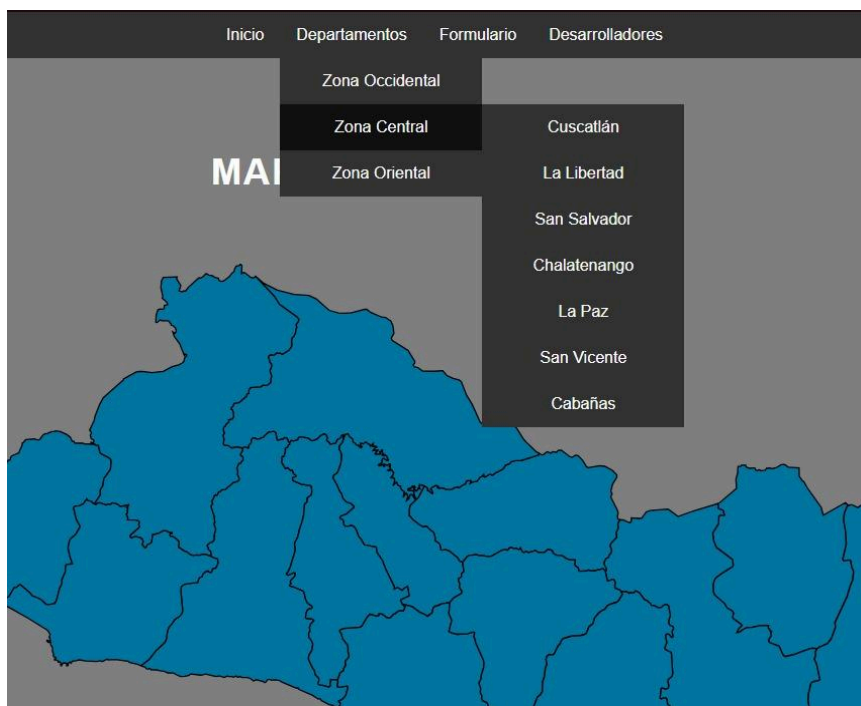 Inicio Departamentos Formulario Desarrolladores
Zona Occidental
Zona Central
Zona Oriental
Cuscatlán
La Libertad
San Salvador
Chalatenango
La Paz
San Vicente
Cabañas